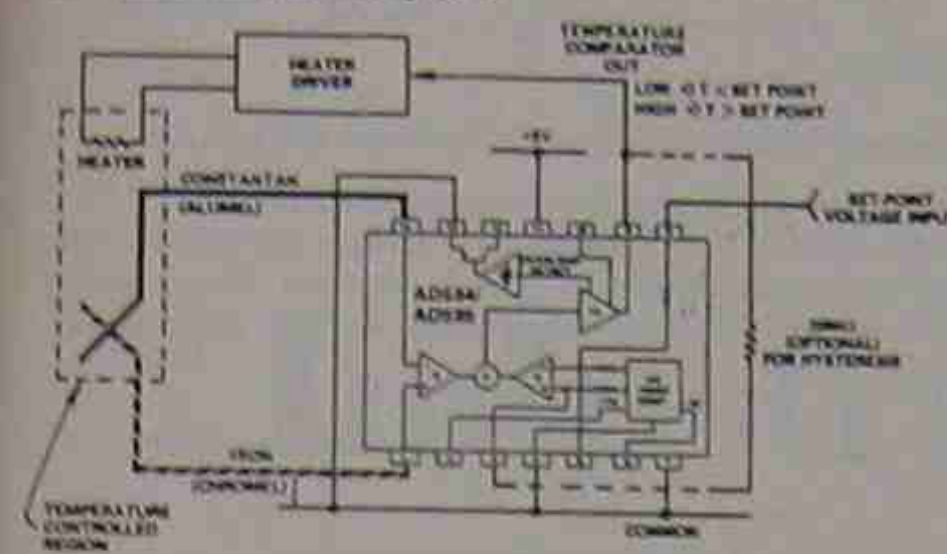 TEMPERATURE
COMPARATOR
OUT
HEATER
DRIVER
LOW ⇒ T < SET POINT
HIGH ⇒ T > SET POINT
+5V
HEATER
CONSTANTAN
(ALUMEL)
SET-POINT
VOLTAGE INPU
AD594/
AD595
(OPTIONAL)
FOR HYSTERESIS
IRON
(CHROMEL)
TEMPERATURE
CONTROLLED
REGION
COMMON